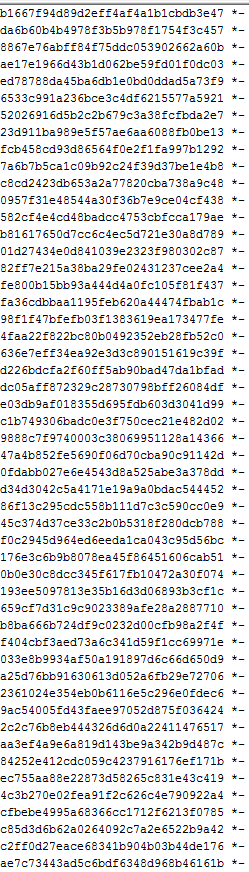 b1667f94d89d2eff4af4a1b1cbdb3e47 *-
da6b60b4b4978f3b5b978f1754f3c457 *-
8867e76abff84f75ddc053902662a60b *-
ae17e1966d43b1d062be59fd01f0dc03 *-
ed78788da45ba6db1e0bd0ddad5a73f9 *-
6533c991a236bce3c4df6215577a5921 *-
52026916d5b2c2b679c3a38fcfbda2e7 *-
23d911ba989e5f57ae6aa6088fb0be13 *-
fcb458cd93d86564f0e2f1fa997b1292 *-
7a6b7b5ca1c09b92c24f39d37be1e4b8 *-
c8cd2423db653a2a77820cba738a9c48 *-
0957f31e48544a30f36b7e9ce04cf438 *-
582cf4e4cd48badcc4753cbfcca179ae *-
b81617650d7cc6c4ec5d721e30a8d789 *-
01d27434e0d841039e2323f980302c87 *-
82ff7e215a38ba29fe02431237cee2a4 *-
fe800b15bb93a444d4a0fc105f81f437 *-
fa36cdbbaa1195feb620a44474fbab1c *-
98f1f47bfefb03f1383619ea173477fe *-
4faa22f822bc80b0492352eb28fb52c0 *-
636e7eff34ea92e3d3c890151619c39f *-
d226bdcfa2f60ff5ab90bad47da1bfad *-
dc05aff872329c28730798bff26084df *-
e03db9af018355d695fdb603d3041d99 *-
c1b749306badc0e3f750cec21e482d02 *-
9888c7f9740003c38069951128a14366 *-
47a4b852fe5690f06d70cba90c91142d *-
0fdabb027e6e4543d8a525abe3a378dd *-
d34d3042c5a4171e19a9a0bdac544452 *-
86f13c295cdc558b111d7c3c590cc0e9 *-
45c374d37ce33c2b0b5318f280dcb788 *-
f0c2945d964ed6eeda1ca043c95d56bc *-
176e3c6b9b8078ea45f86451606cab51 *-
0b0e30c8dcc345f617fb10472a30f074 *-
193ee5097813e35b16d3d06893b3cf1c *-
659cf7d31c9c9023389afe28a2887710 *-
b8ba666b724df9c0232d00cfb98a2f4f *-
f404cbf3aed73a6c341d59f1cc69971e *-
033e8b9934af50a191897d6c66d650d9 *-
a25d76bb91630613d052a6fb29e72706 *-
2361024e354eb0b6116e5c296e0fdec6 *-
9ac54005fd43faee97052d875f036424 *-
2c2c76b8eb444326d6d0a22411476517 *-
aa3ef4a9e6a819d143be9a342b9d487c *-
84252e412cdc059c4237916176ef171b *-
ec755aa88e22873d58265c831e43c419 *-
4c3b270e02fea91f2c626c4e790922a4 *-
cfbebe4995a68366cc1712f6213f0785 *-
c85d3d6b62a0264092c7a2e6522b9a42 *-
c2ff0d27eace68341b904b03b44de176 *-
ae7c73443ad5c6bdf6348d968b46161b *-